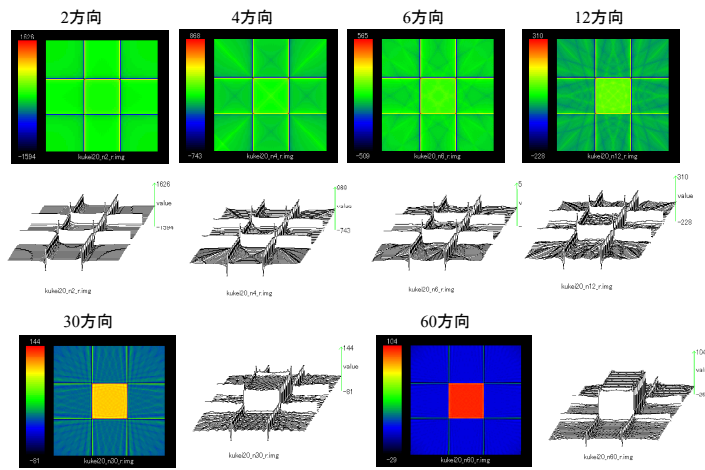 2方向
4方向
6方向
12方向
1626
-1594
kukei20_n2_r.img
868
-743
kukei20_n4_r.img
565
-509
kukei20_n6_r.img
310
-228
kukei20_n12_r.img
1626
value
-1594
kukei20_n2_r.img
value
-743
kukei20_n4_r.img
5
v
kukei20_n6_r.img
310
value
-228
kukei20_n12_r.img
30方向
60方向
144
-81
kukei20_n30_r.img
144
value
-81
kukei20_n30_r.img
104
-29
kukei20_n60_r.img
104
valu
kukei20_n60_r.img